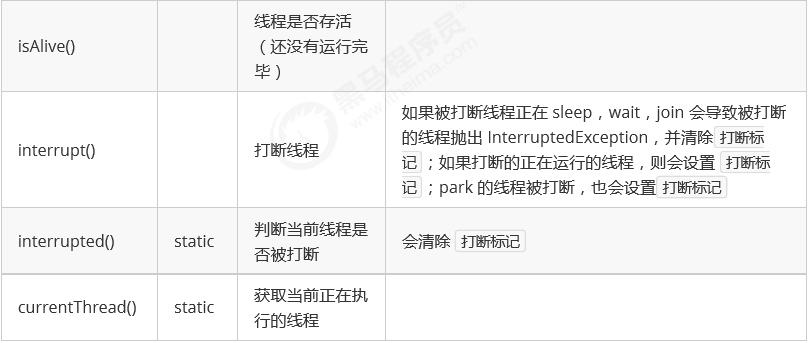 isAlive()
线程是否存活
（还没有运行完
毕）
interrupt()
打断线程
如果被打断线程正在 sleep，wait，join 会导致被打断
的线程抛出 InterruptedException，并清除 打断标
记 ；如果打断的正在运行的线程，则会设置 打断标
记 ；park 的线程被打断，也会设置 打断标记
interrupted()
static
判断当前线程是
否被打断
会清除 打断标记
currentThread()
static
获取当前正在执
行的线程
黑马程序员
www.itheima.com